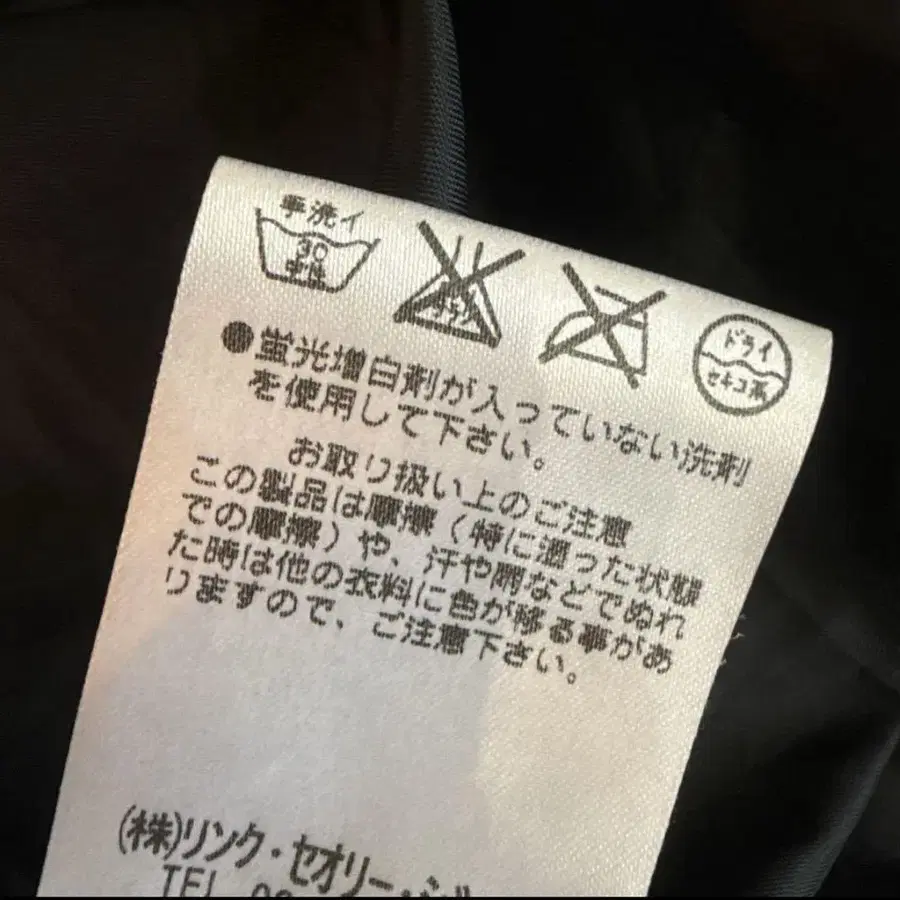 手洗イ
30
中性
エンソ
サラシ
ドライ
セキユ系
●蛍光増白剤が入っていない洗剤
を使用して下さい。
お取り扱い上のご注意
この製品は摩擦(特に湿った状態
での摩擦)や、汗や雨などでぬれ
た時は他の衣料に色が移る事があ
りますので、ご注意下さい。
(株)リンク・セオリー・
TEL